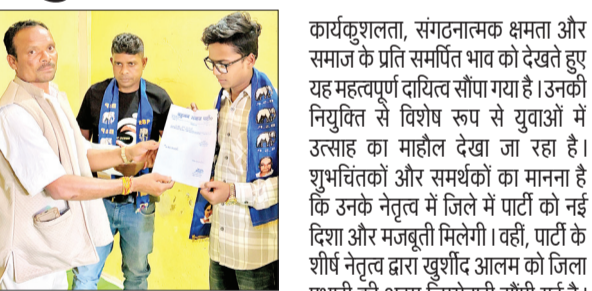 कार्यकुशलता, संगठनात्मक क्षमता और
समाज के प्रति समर्पित भाव को देखते हुए
यह महत्वपूर्ण दायित्व सौंपा गया है। उनकी
नियुक्ति से विशेष रूप से युवाओं में
उत्साह का माहौल देखा जा रहा है।
शुभचिंतकों और समर्थकों का मानना है
कि उनके नेतृत्व में जिले में पार्टी को नई
दिशा और मजबूती मिलेगी। वहीं, पार्टी के
शीर्ष नेतृत्व द्वारा खुर्शीद आलम को जिला